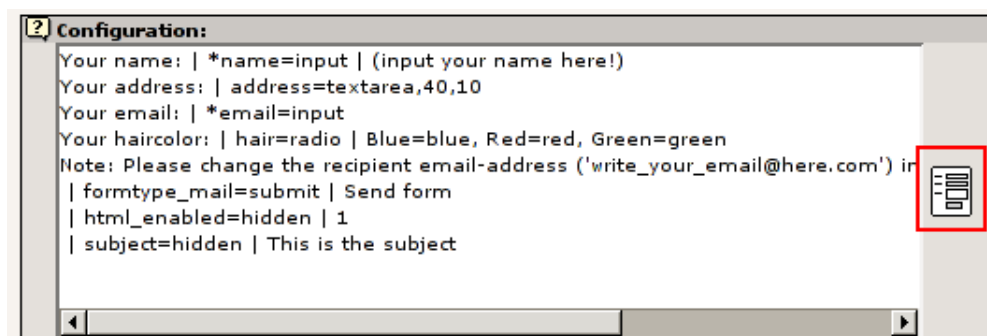 Configuration:
Your name: | *name=input | (input your name here!)
Your address: | address=textarea,40,10
Your email: | *email=input
Your haircolor: | hair=radio | Blue=blue, Red=red, Green=green
Note: Please change the recipient email-address ('write_your_email@here.com') in
| formtype_mail=submit | Send form
| html_enabled=hidden | 1
| subject=hidden | This is the subject